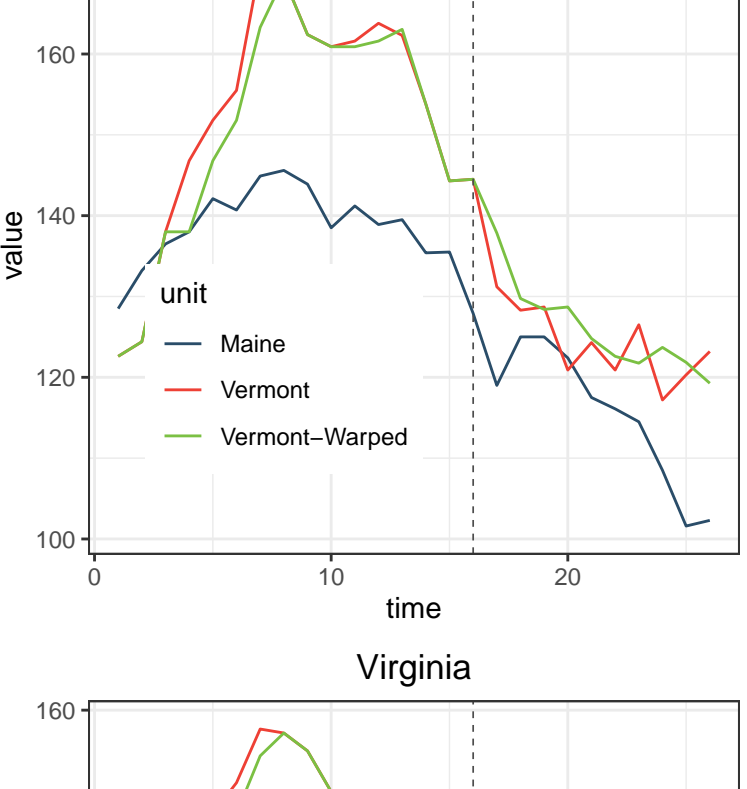 160
140
120
100
value
unit
Maine
Vermont
Vermont−Warped
0 10 20
time
Virginia
160